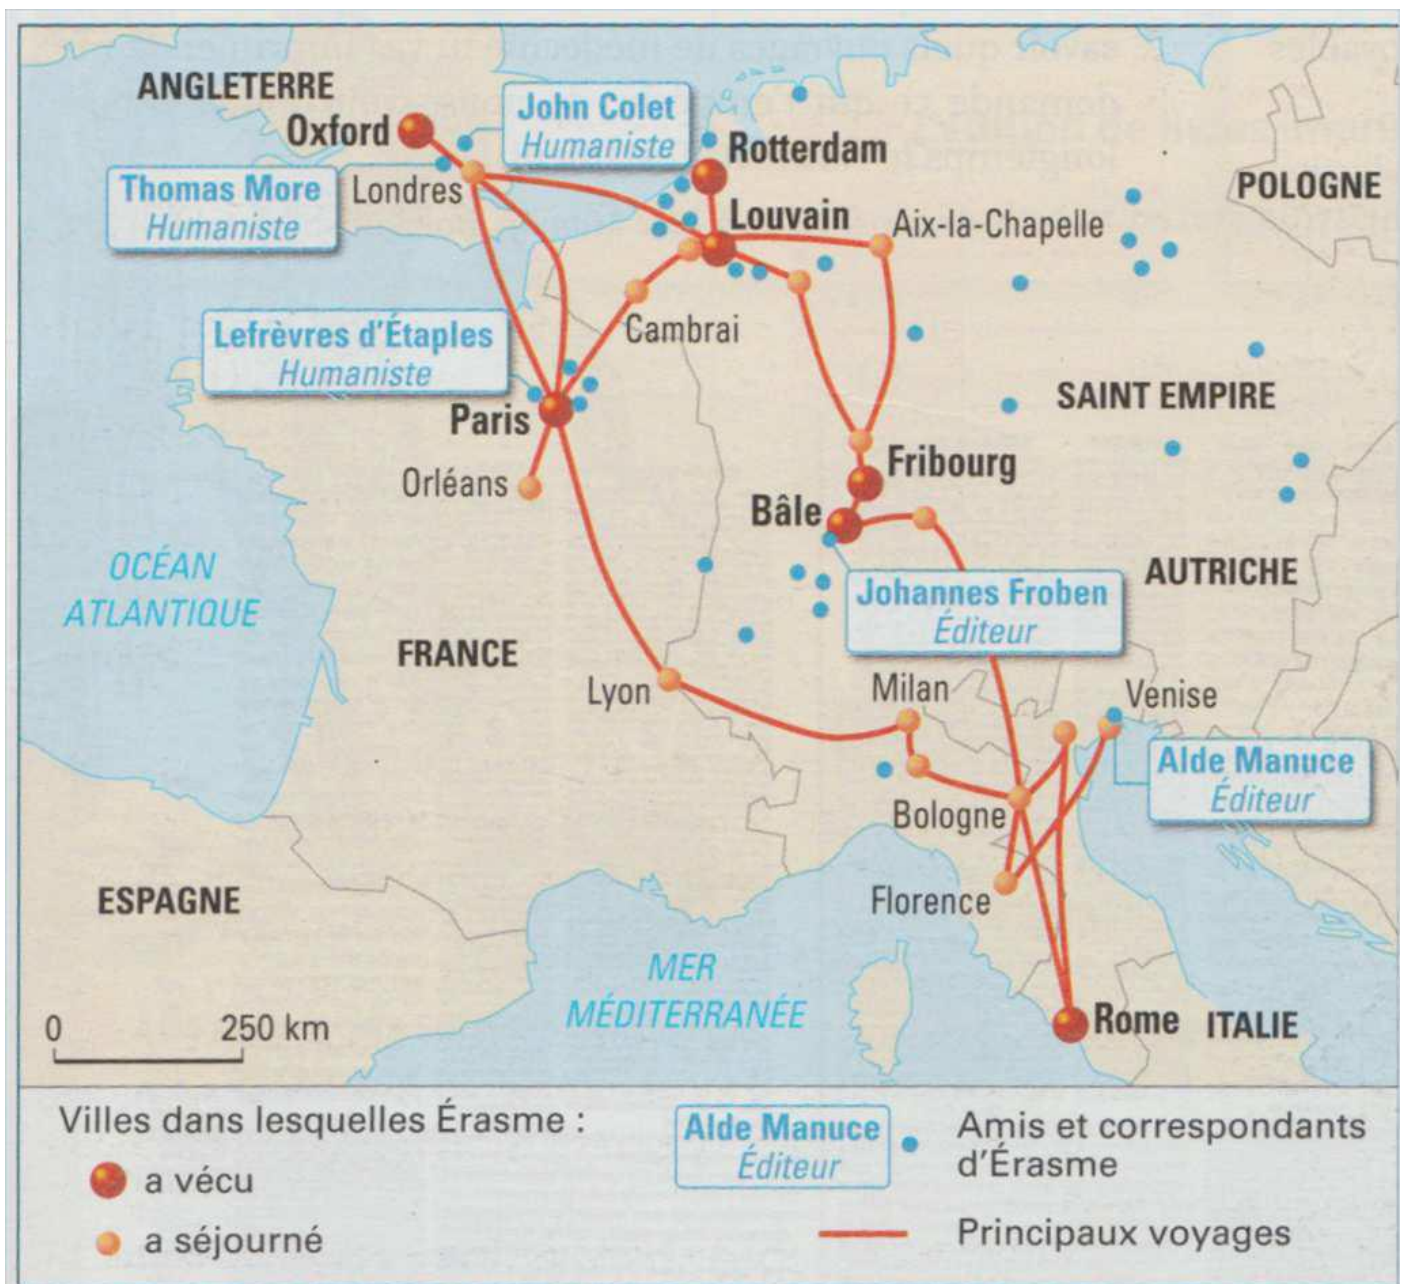 ANGLETERRE
Oxford
John Colet
Humaniste
Rotterdam
Thomas More
Humaniste
Londres
POLOGNE
Louvain
Aix-la-Chapelle
Lefrèvres d'Étaples
Humaniste
Cambrai
SAINT EMPIRE
Paris
Orléans
Fribourg
Bâle
OCÉAN
ATLANTIQUE
AUTRICHE
Johannes Froben
Éditeur
FRANCE
Lyon
Milan
Venise
Alde Manuce
Éditeur
Bologne
Florence
ESPAGNE
MER
MÉDITERRANÉE
Rome
ITALIE
0
250 km
Villes dans lesquelles Érasme :
a vécu
a séjourné
Alde Manuce
Éditeur
Amis et correspondants
d'Érasme
Principaux voyages